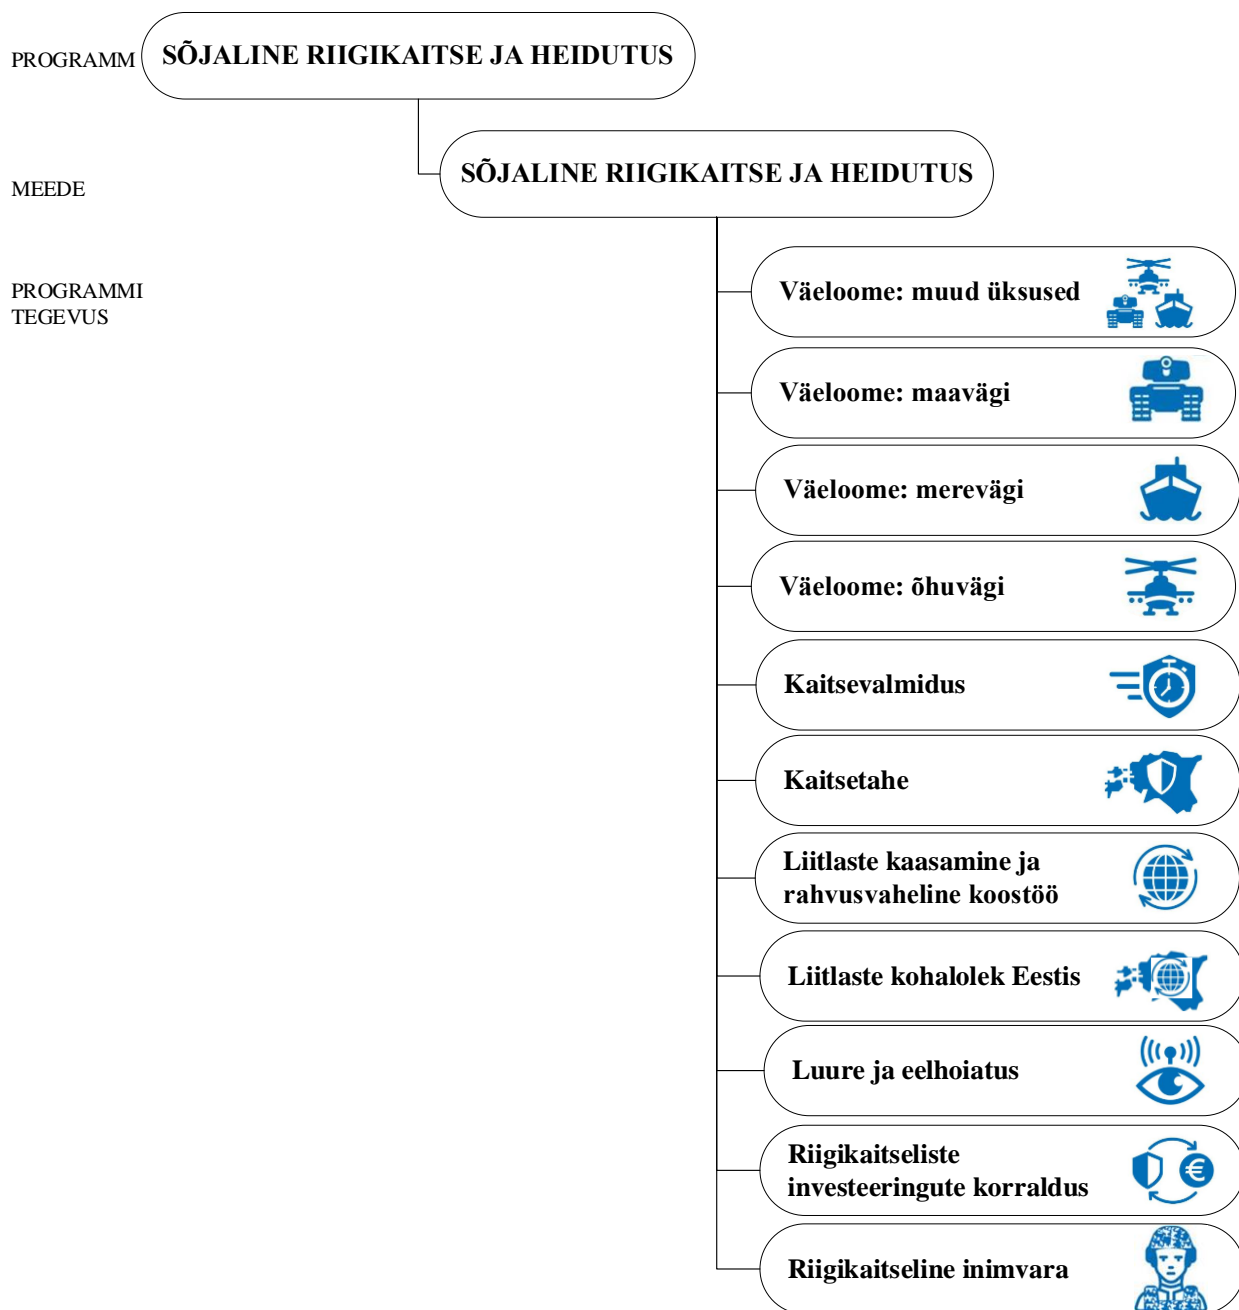 PROGRAMM
SÕJALINE RIIGIKAITSE JA HEIDUTUS
MEEDE
SÕJALINE RIIGIKAITSE JA HEIDUTUS
PROGRAMMI
TEGEVUS
Väeloome: muud üksused
Väeloome: maavägi
Väeloome: merevägi
Väeloome: õhuvägi
Kaitsevalmidus
Kaitsetahe
Liitlaste kaasamine ja
rahvusvaheline koostöö
Liitlaste kohalolek Eestis
Luure ja eelhoiatus
Riigikaitseliste
investeeringute korraldus
Riigikaitseline inimvara